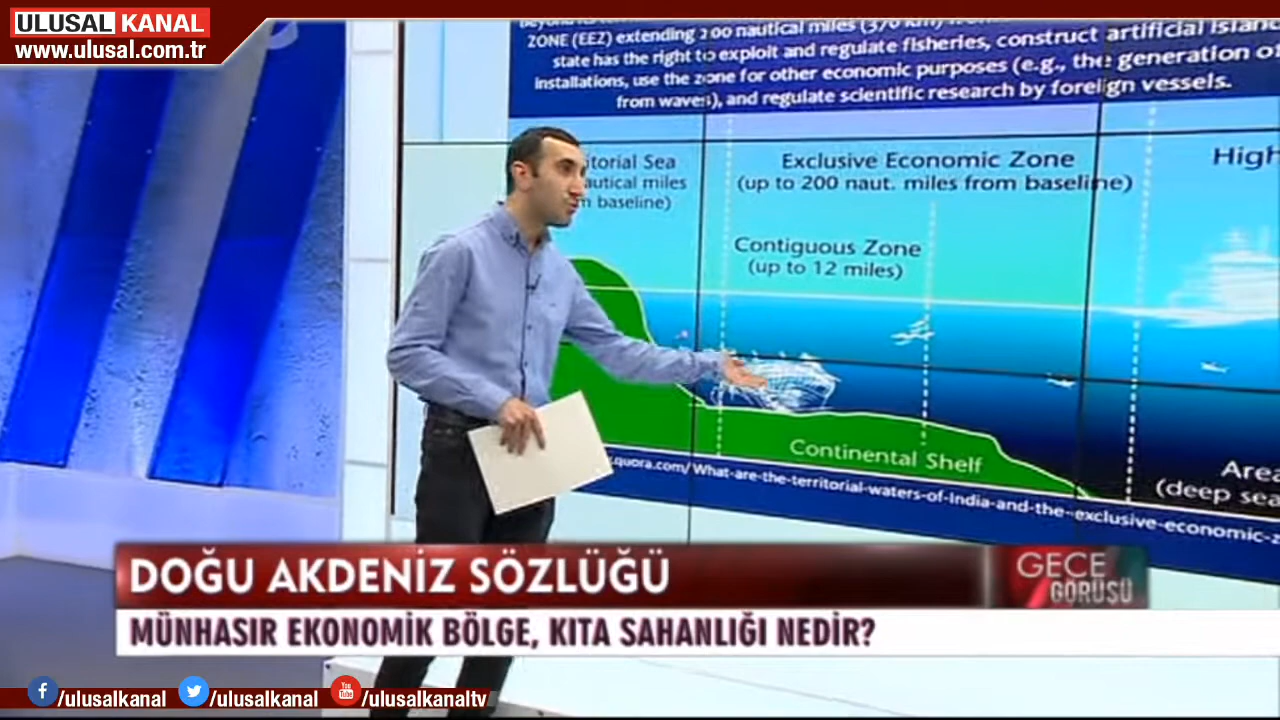 ULUSAL KANAL
www.ulusal.com.tr
ZONE (EEZ) extending 200 nautical miles (370 km)
state has the right to exploit and regulate fisheries, construct artificial
installations, use the zone for other economic purposes (e.g., the generation of
from waves), and regulate scientific research by foreign vessels.
Sea
miles
baseline)
Exclusive Economic Zone
(up to 200 naut. miles from baseline)
High
Contiguous Zone
(up to 12 miles)
Continental Shelf
Area
(deep sea
.quora.com/What-are-the-territorial-waters-of-India-and-the-exclusive-economic-z
DOĞU AKDENİZ SÖZLÜĞÜ
GECE
GÖRÜŞÜ
MÜNHASIR EKONOMİK BÖLGE, KITA SAHANLIĞI NEDİR?
/ulusalkanal
/ulusalkanal
You Tube
/ulusalkanaltv